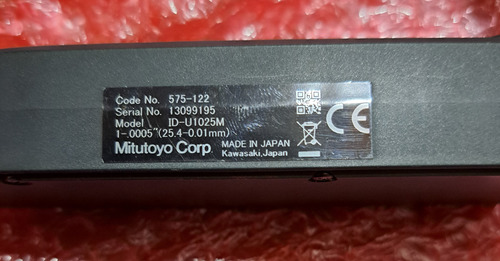 Code No. 575-122
Serial No. 13099195
Model ID-U1025M
1-.0005"(25.4-0.01mm)
Mitutoyo Corp. MADE IN JAPAN
Kawasaki,Japan
CE